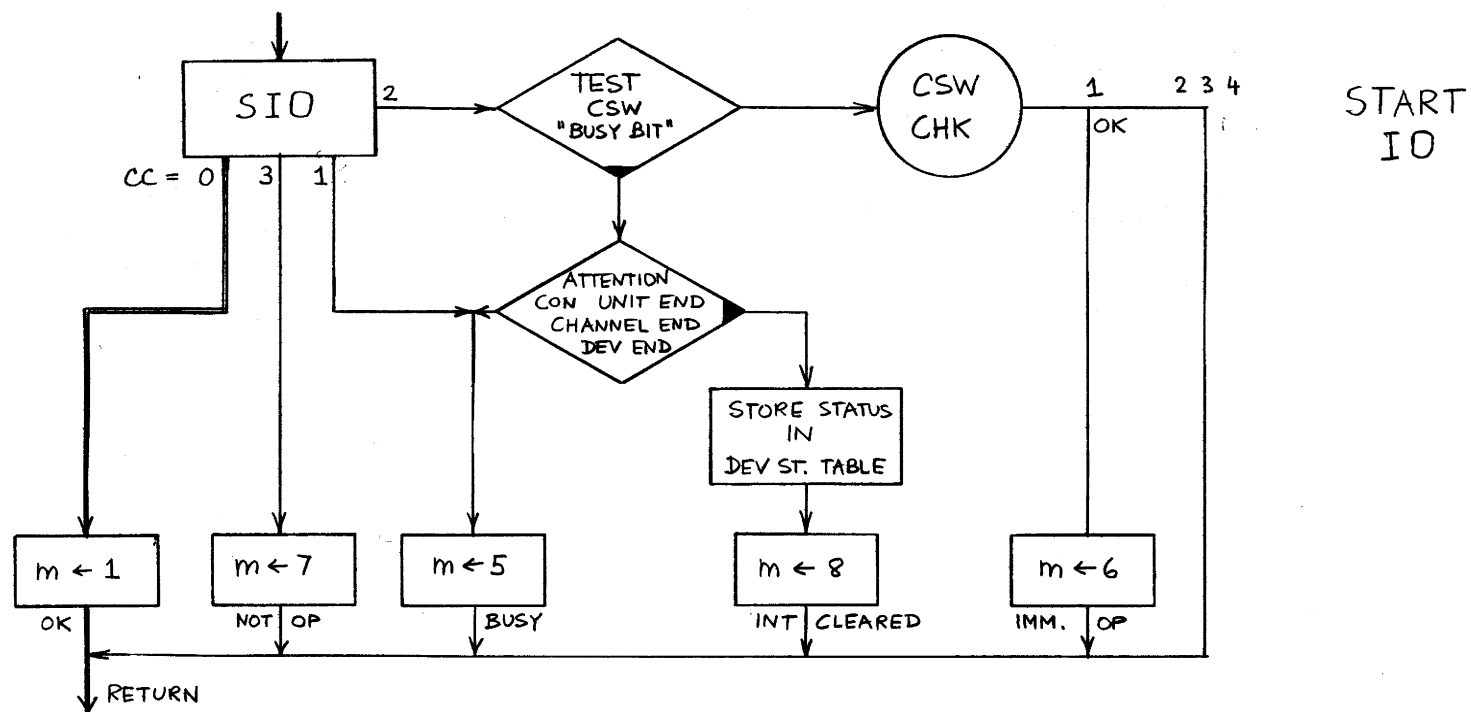 SIO
2
TEST
CSW
"BUSY BIT"
CSW
CHK
1
2 3 4
OK
START
IO
CC = 0 3 1
ATTENTION
CON UNIT END
CHANNEL END
DEV END
STORE STATUS
IN
DEV ST. TABLE
m ← 1
m ← 7
m ← 5
m ← 8
m ← 6
OK
NOT OP
BUSY
INT CLEARED
IMM. OP
RETURN